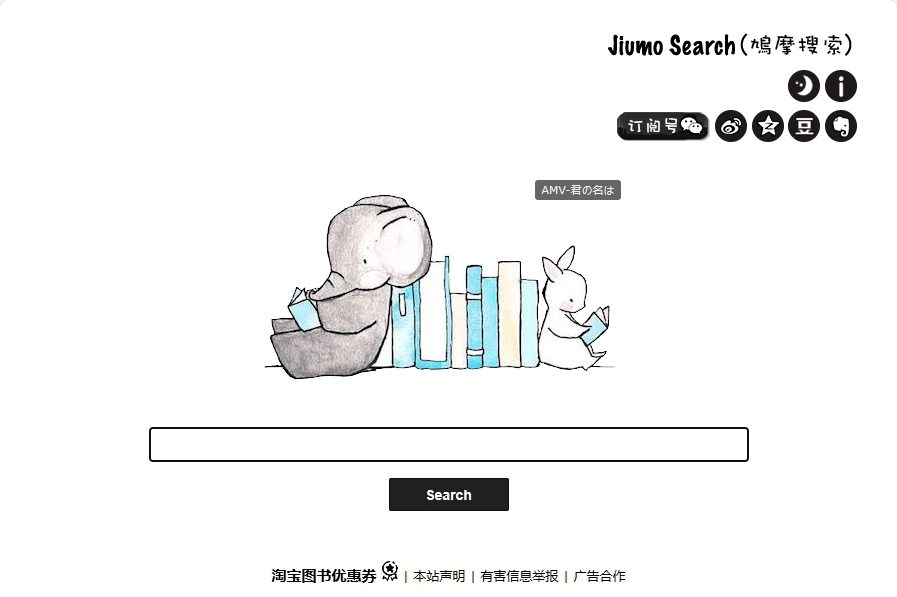 Jiumo Search(鳩摩搜索)
订阅号
豆
AMV-君の名は
Search
淘宝图书优惠券 | 本站声明 | 有害信息举报 | 广告合作